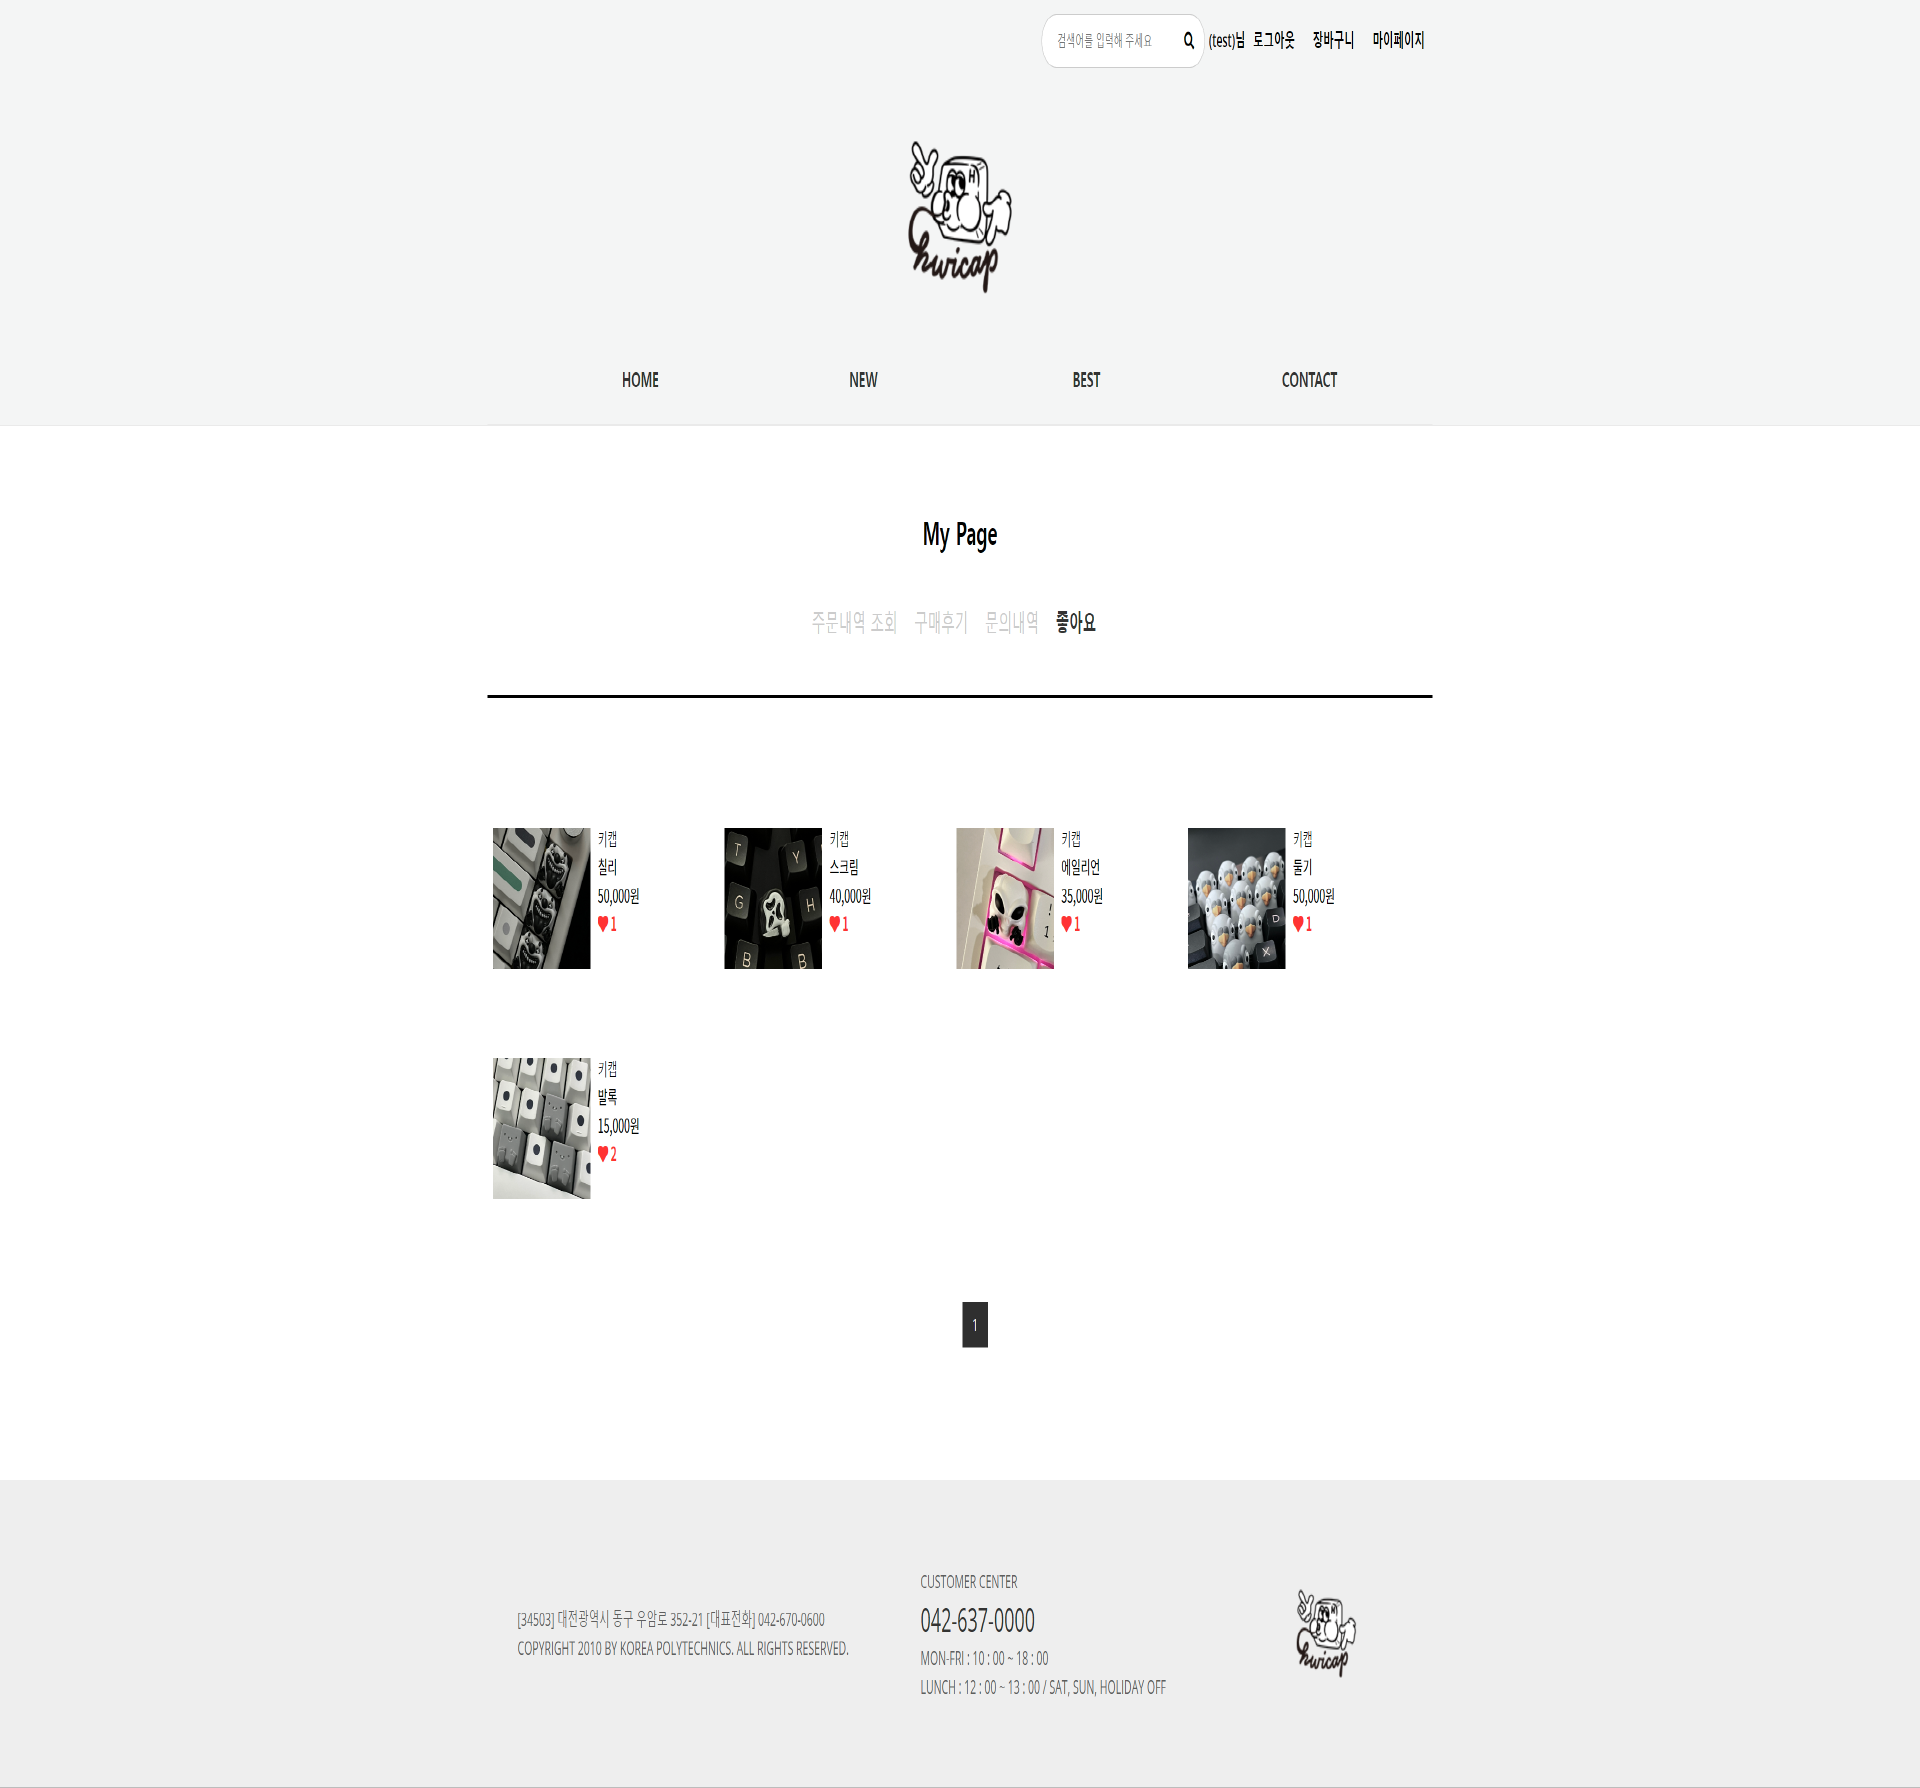 검색어를 입력해 주세요
(test)님 로그아웃 장바구니 마이페이지
hwicap
HOME NEW BEST CONTACT
My Page
주문내역 조회 구매후기 문의내역 좋아요
키캡
칠리
50,000원
♥ 1
키캡
스크림
40,000원
♥ 1
키캡
에일리언
35,000원
♥ 1
키캡
둘기
50,000원
♥ 1
키캡
말록
15,000원
♥ 2
1
[34503] 대전광역시 동구 우암로 352-21 [대표전화] 042-670-0600
COPYRIGHT 2010 BY KOREA POLYTECHNICS. ALL RIGHTS RESERVED.
CUSTOMER CENTER
042-637-0000
MON-FRI : 10 : 00 ~ 18 : 00
LUNCH : 12 : 00 ~ 13 : 00 / SAT, SUN, HOLIDAY OFF
hwicap